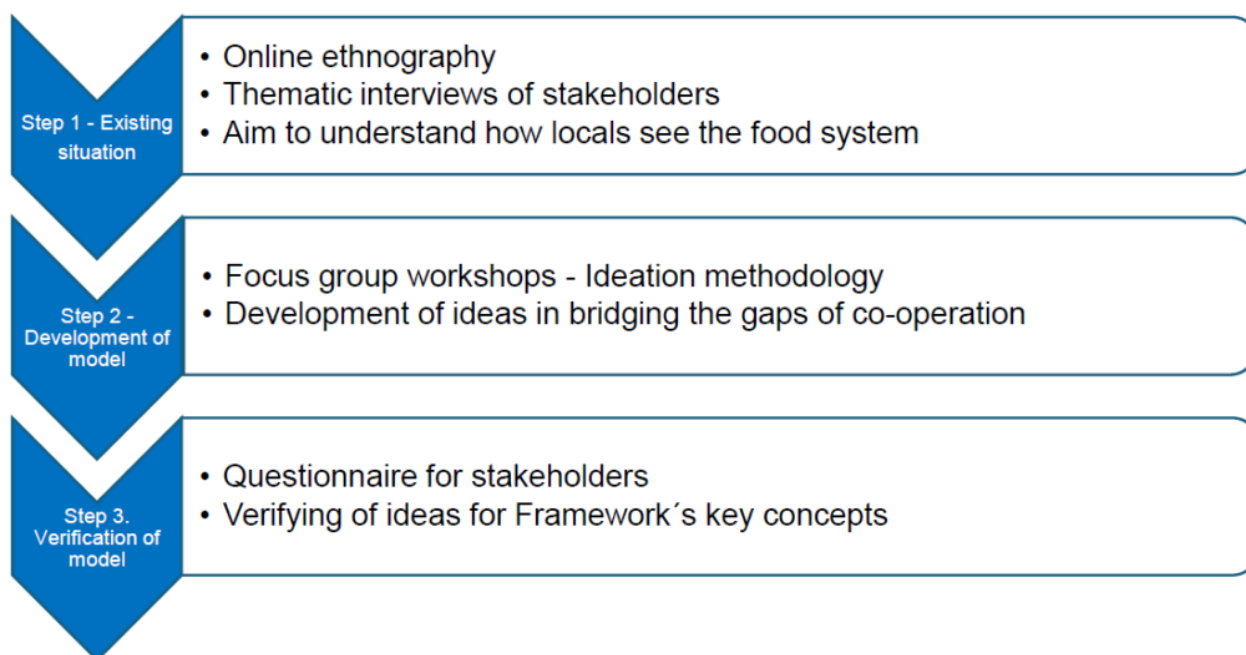 Step 1 - Existing
situation
• Online ethnography
• Thematic interviews of stakeholders
• Aim to understand how locals see the food system
Step 2 -
Development of
model
• Focus group workshops - Ideation methodology
• Development of ideas in bridging the gaps of co-operation
Step 3.
Verification of
model
• Questionnaire for stakeholders
• Verifying of ideas for Framework´s key concepts